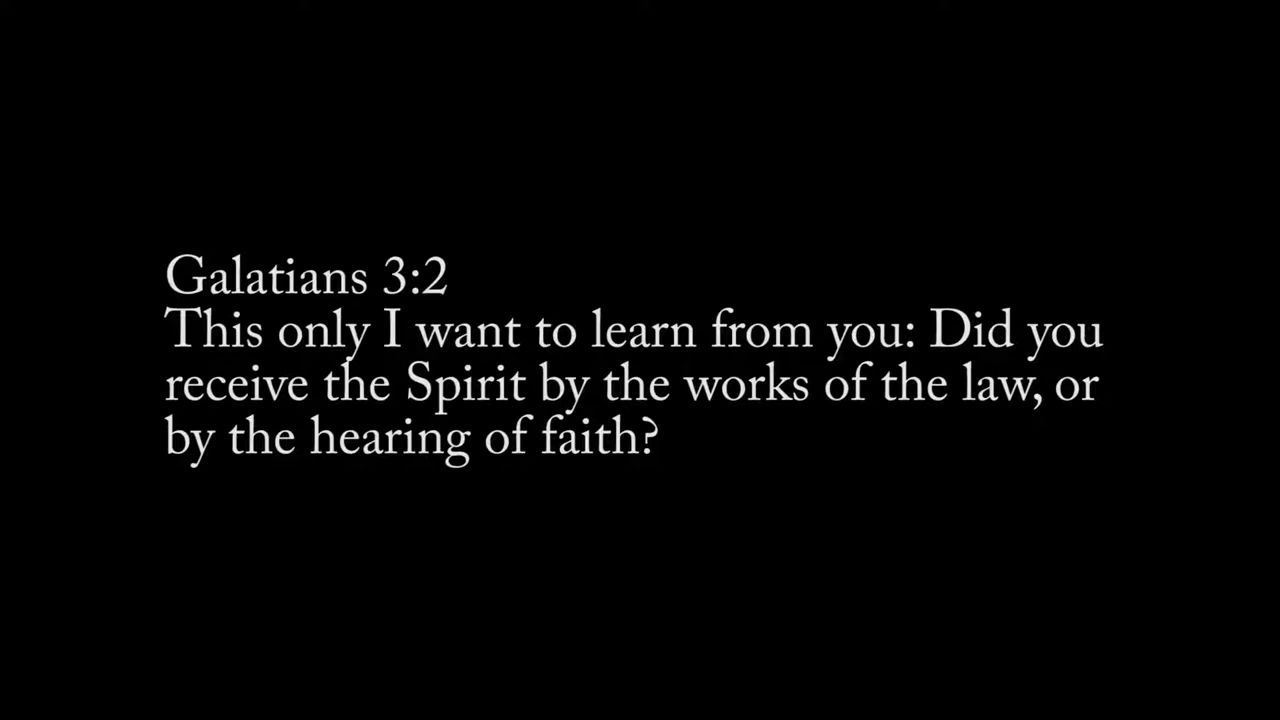 Galatians 3:2
This only I want to learn from you: Did you
receive the Spirit by the works of the law, or
by the hearing of faith?